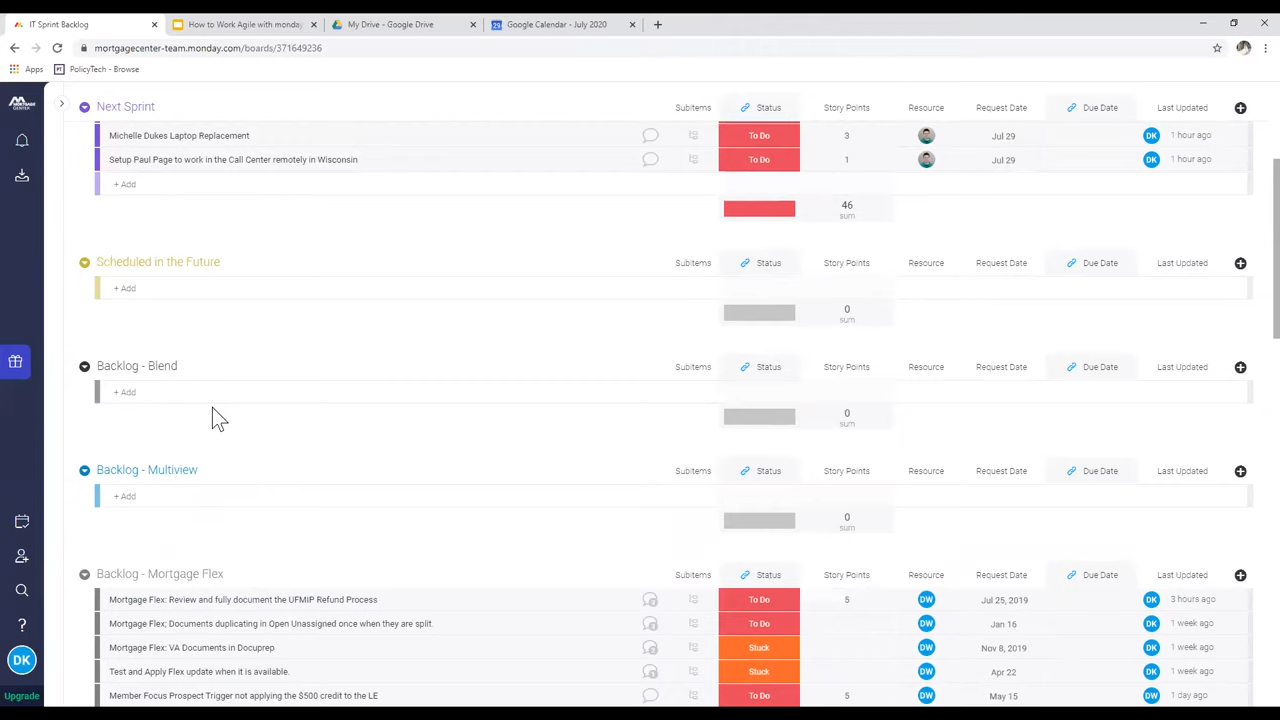 IT Sprint Backlog
How to Work Agile with monday
My Drive - Google Drive
Google Calendar - July 2020
mortgagecenter-team.monday.com/boards/371649236
Apps
PolicyTech - Browse
Next Sprint Subitems Status Story Points Resource Request Date Due Date Last Updated
Michelle Dukes Laptop Replacement To Do 3 Jul 29 DK 1 hour ago
Setup Paul Page to work in the Call Center remotely in Wisconsin To Do 1 Jul 29 DK 1 hour ago
+ Add
46
sum
Scheduled in the Future Subitems Status Story Points Resource Request Date Due Date Last Updated
+ Add
0
sum
Backlog - Blend Subitems Status Story Points Resource Request Date Due Date Last Updated
+ Add
0
sum
Backlog - Multiview Subitems Status Story Points Resource Request Date Due Date Last Updated
+ Add
0
sum
Backlog - Mortgage Flex Subitems Status Story Points Resource Request Date Due Date Last Updated
Mortgage Flex: Review and fully document the UFMIP Refund Process To Do 5 DW Jul 25, 2019 DK 3 hours ago
Mortgage Flex; Documents duplicating in Open Unassigned once when they are split. To Do DW Jan 16 DK 1 week ago
Mortgage Flex: VA Documents in Docuprep Stuck DW Nov 8, 2019 DK 1 week ago
Test and Apply Flex update when it is available. Stuck DW Apr 22 DK 1 week ago
Member Focus Prospect Trigger not applying the $500 credit to the LE To Do 5 DW May 15 DW 1 day ago
DK
Upgrade